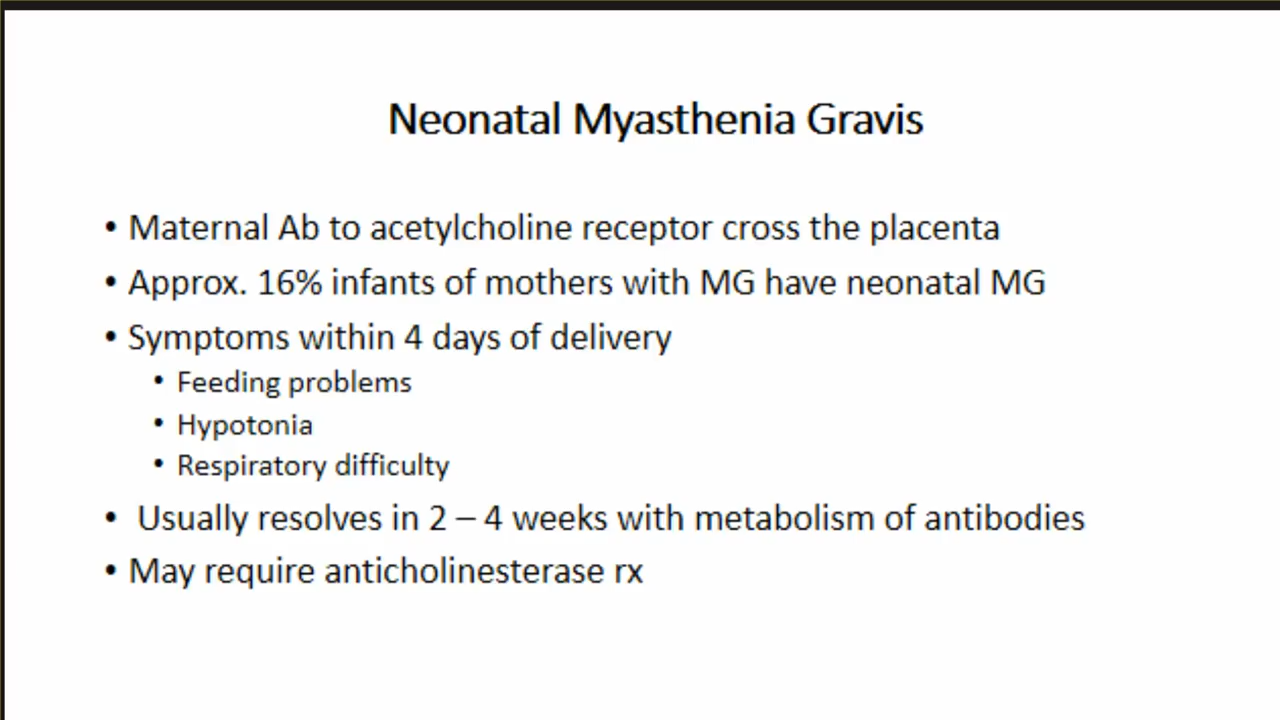 Neonatal Myasthenia Gravis
• Maternal Ab to acetylcholine receptor cross the placenta
• Approx. 16% infants of mothers with MG have neonatal MG
• Symptoms within 4 days of delivery
• Feeding problems
• Hypotonia
• Respiratory difficulty
• Usually resolves in 2 – 4 weeks with metabolism of antibodies
• May require anticholinesterase rx